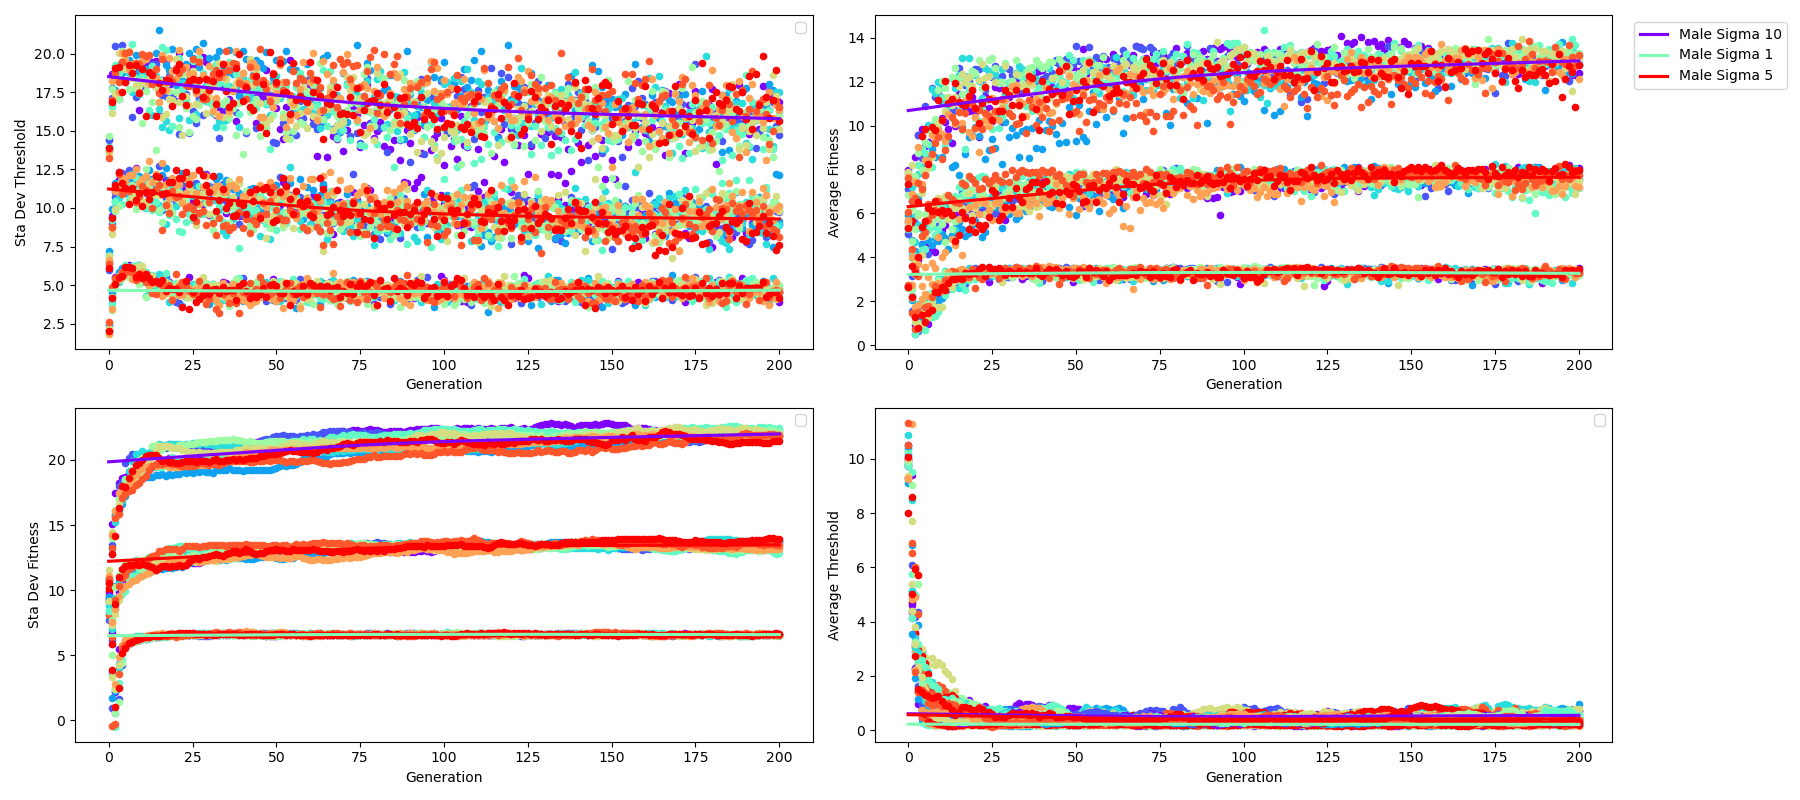 Sta Dev Threshold
20.0
17.5
15.0
12.5
10.0
7.5
5.0
2.5
0 25 50 75 100 125 150 175 200
Generation
Average Fitness
14
12
10
8
6
4
2
0
0 25 50 75 100 125 150 175 200
Generation
Male Sigma 10
Male Sigma 1
Male Sigma 5
Sta Dev Fitness
20
15
10
5
0
0 25 50 75 100 125 150 175 200
Generation
Average Threshold
10
8
6
4
2
0
0 25 50 75 100 125 150 175 200
Generation